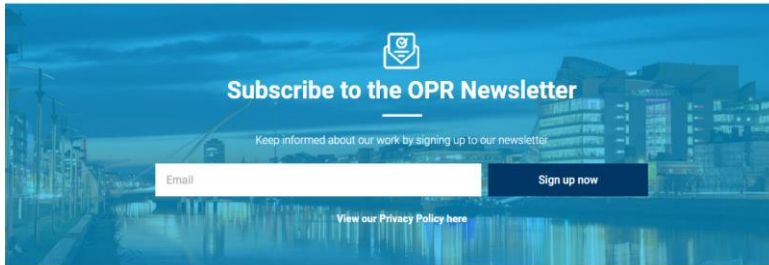 Subscribe to the OPR Newsletter
Keep informed about our work by signing up to our newsletter
Email
Sign up now
View our Privacy Policy here